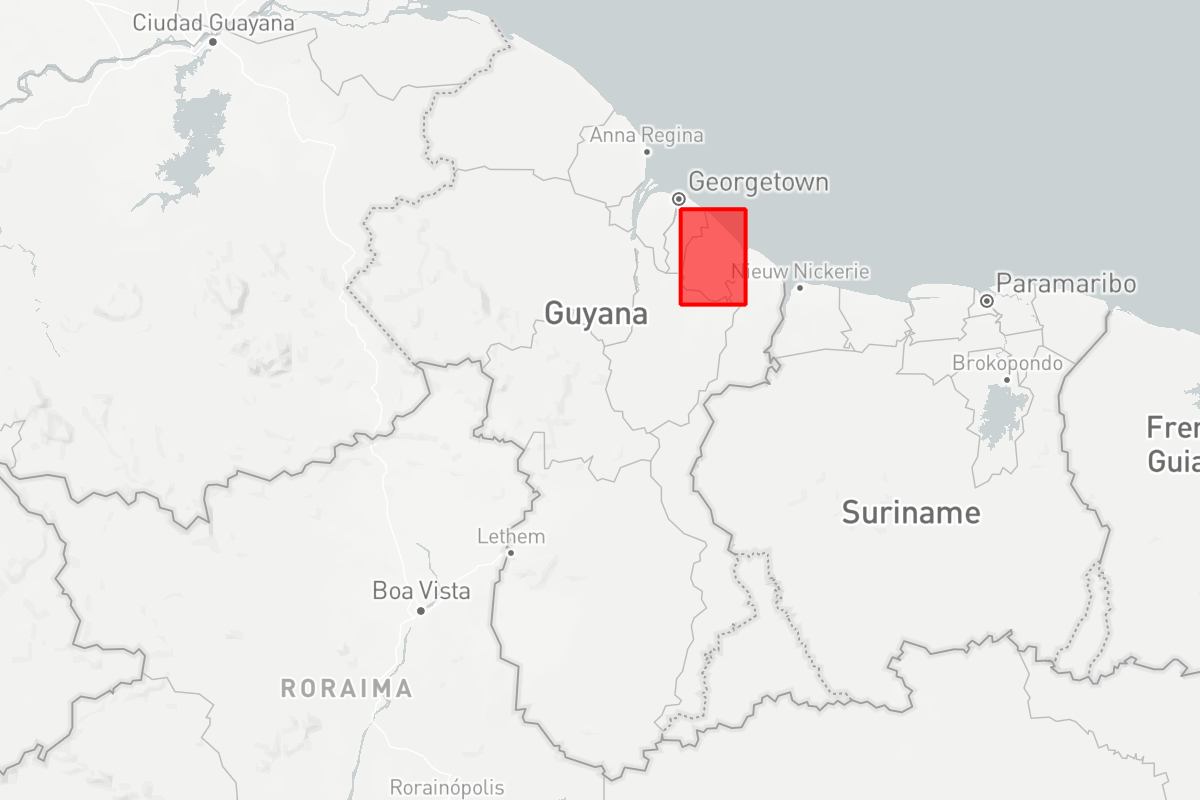 Ciudad Guayana
Anna Regina
Georgetown
Nieuw Nickerie
Paramaribo
Guyana
Brokopondo
Fren
Guia
Suriname
Lethem
Boa Vista
RORAIMA
Rorainópolis